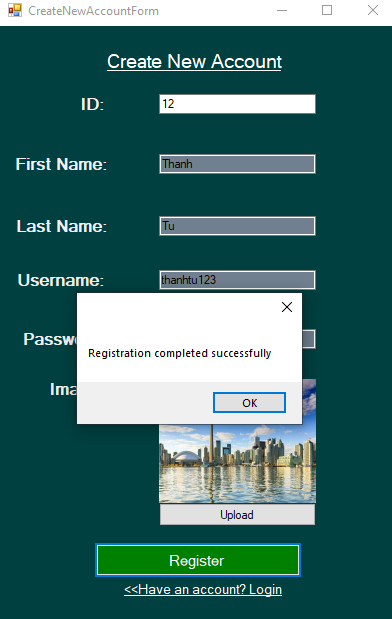 CreateNewAccountForm
Create New Account
ID:
12
First Name:
Thanh
Last Name:
Tu
Username:
thanhtu123
Registration completed successfully
OK
Upload
Register
<<Have an account? Login